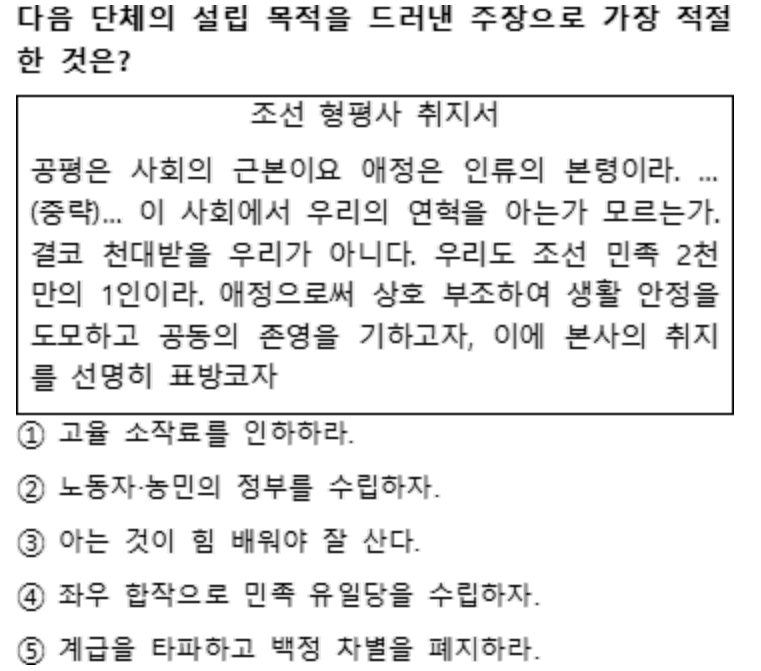 다음 단체의 설립 목적을 드러낸 주장으로 가장 적절
한 것은?
조선 형평사 취지서
공평은 사회의 근본이요 애정은 인류의 본령이라. ...
(중략)... 이 사회에서 우리의 연혁을 아는가 모르는가.
결코 천대받을 우리가 아니다. 우리도 조선 민족 2천
만의 1인이라. 애정으로써 상호 부조하여 생활 안정을
도모하고 공동의 존영을 기하고자, 이에 본사의 취지
를 선명히 표방코자
① 고율 소작료를 인하하라.
② 노동자·농민의 정부를 수립하자.
③ 아는 것이 힘 배워야 잘 산다.
④ 좌우 합작으로 민족 유일당을 수립하자.
⑤ 계급을 타파하고 백정 차별을 폐지하라.